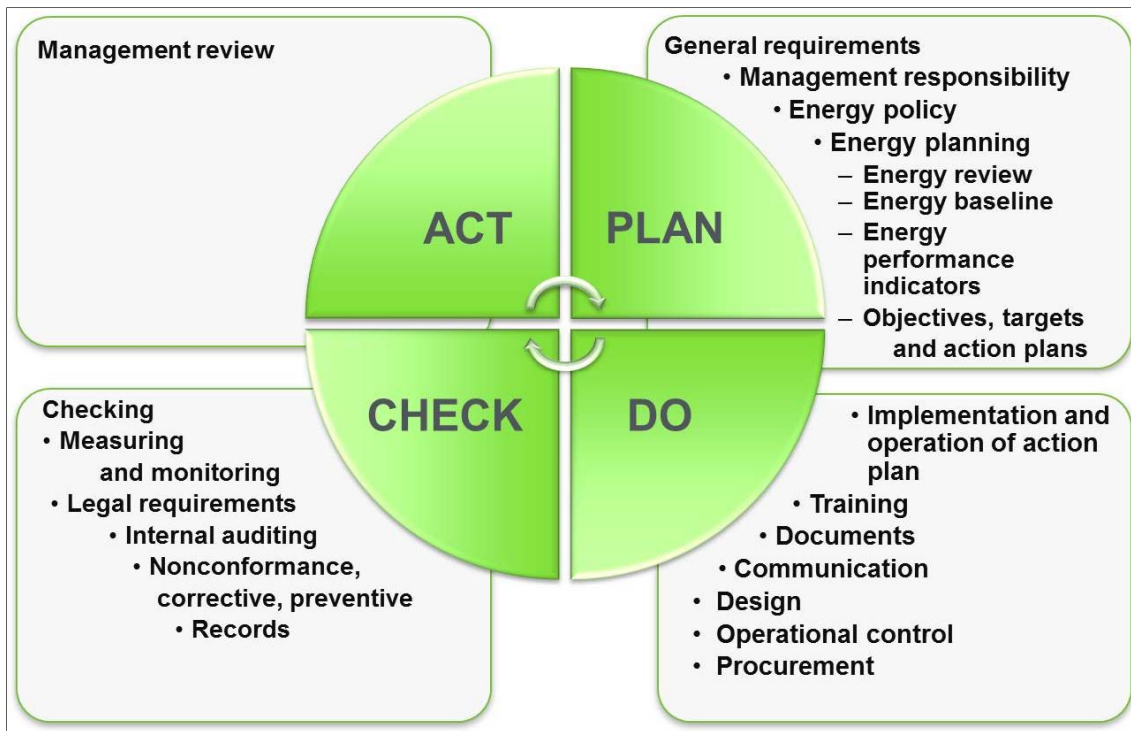 Management review
General requirements
• Management responsibility
• Energy policy
• Energy planning
– Energy review
– Energy baseline
– Energy
performance
indicators
– Objectives, targets
and action plans
ACT
PLAN
CHECK
DO
Checking
• Measuring
and monitoring
• Legal requirements
• Internal auditing
• Nonconformance,
corrective, preventive
• Records
• Implementation and
operation of action
plan
• Training
• Documents
• Communication
• Design
• Operational control
• Procurement